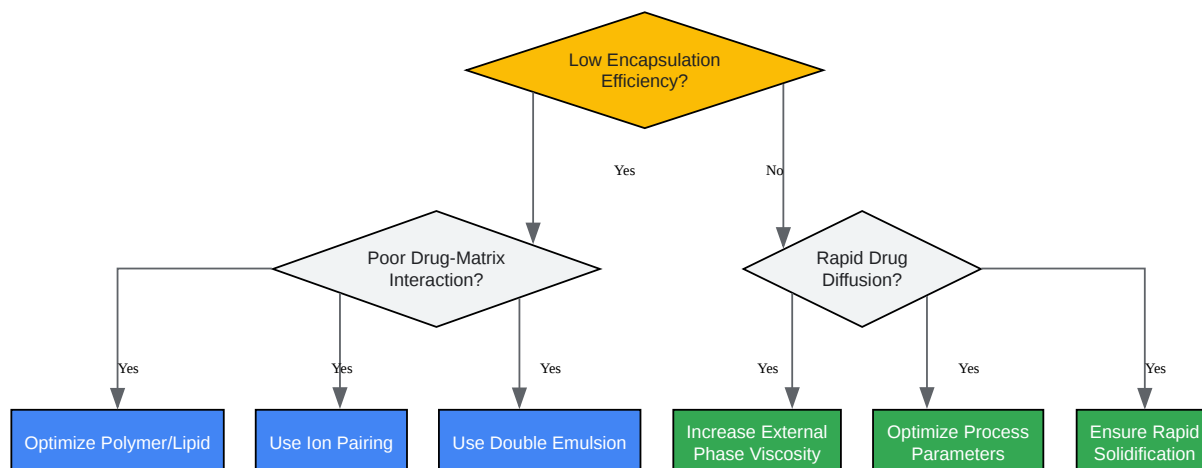 Low Encapsulation
Efficiency?
Yes
No
Poor Drug-Matrix
Interaction?
Rapid Drug
Diffusion?
Yes
Yes
Yes
Yes
Yes
Yes
Optimize Polymer/Lipid
Use Ion Pairing
Use Double Emulsion
Increase External
Phase Viscosity
Optimize Process
Parameters
Ensure Rapid
Solidification